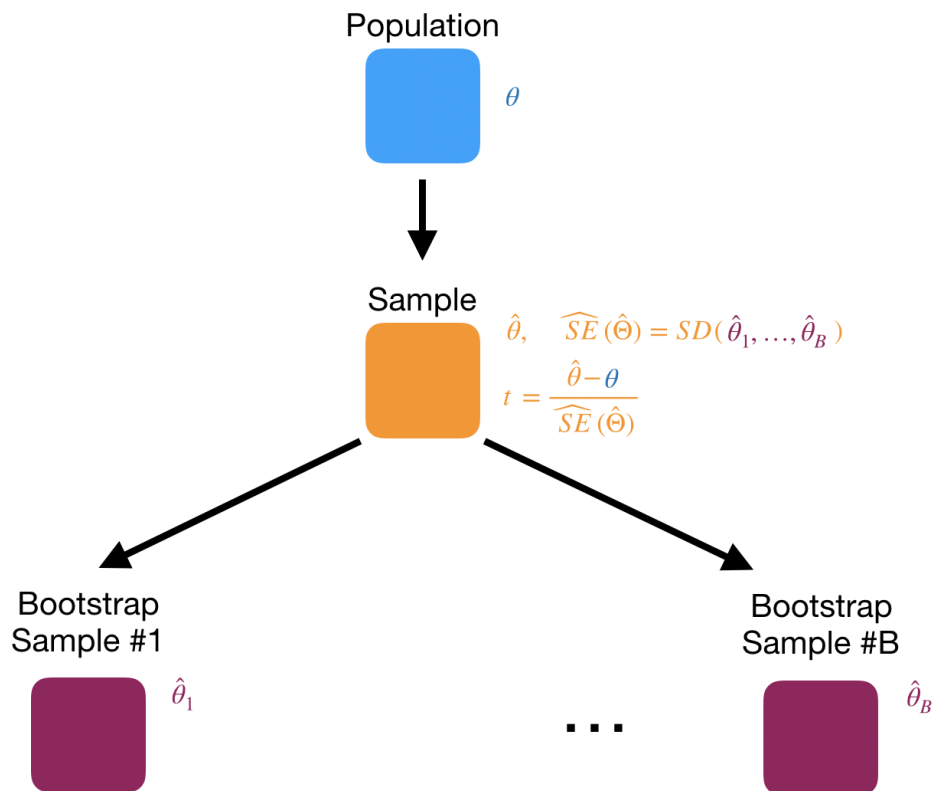 Population
θ
Sample
θ̂,  SE͡(Θ̂) = SD(θ̂₁,…,θ̂_B)
t = (θ̂ − θ) / SE͡(Θ̂)
Bootstrap
Sample #1
Bootstrap
Sample #B
θ̂₁
...
θ̂_B